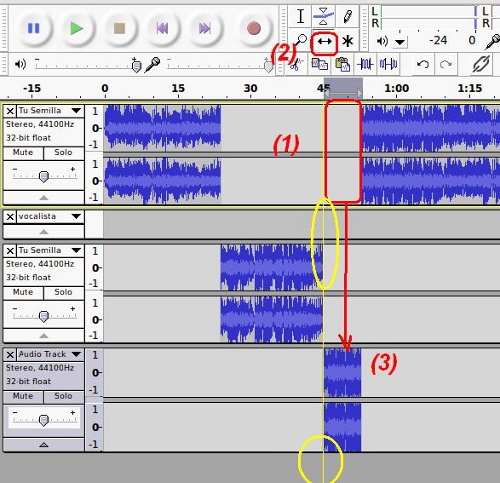 L
R
L
R
-24
0
(2)
-15
0
15
30
45
1:00
1:15
Tu Semilla
Stereo, 44100Hz
32-bit float
Mute Solo
- +
1
0-
-1
1
0-
-1
(1)
vocalista
Tu Semilla
Stereo, 44100Hz
32-bit float
Mute Solo
- +
1
0-
-1
1
0-
-1
Audio Track
Stereo, 44100Hz
32-bit float
Mute Solo
- +
1
0-
-1
1
0-
-1
(3)